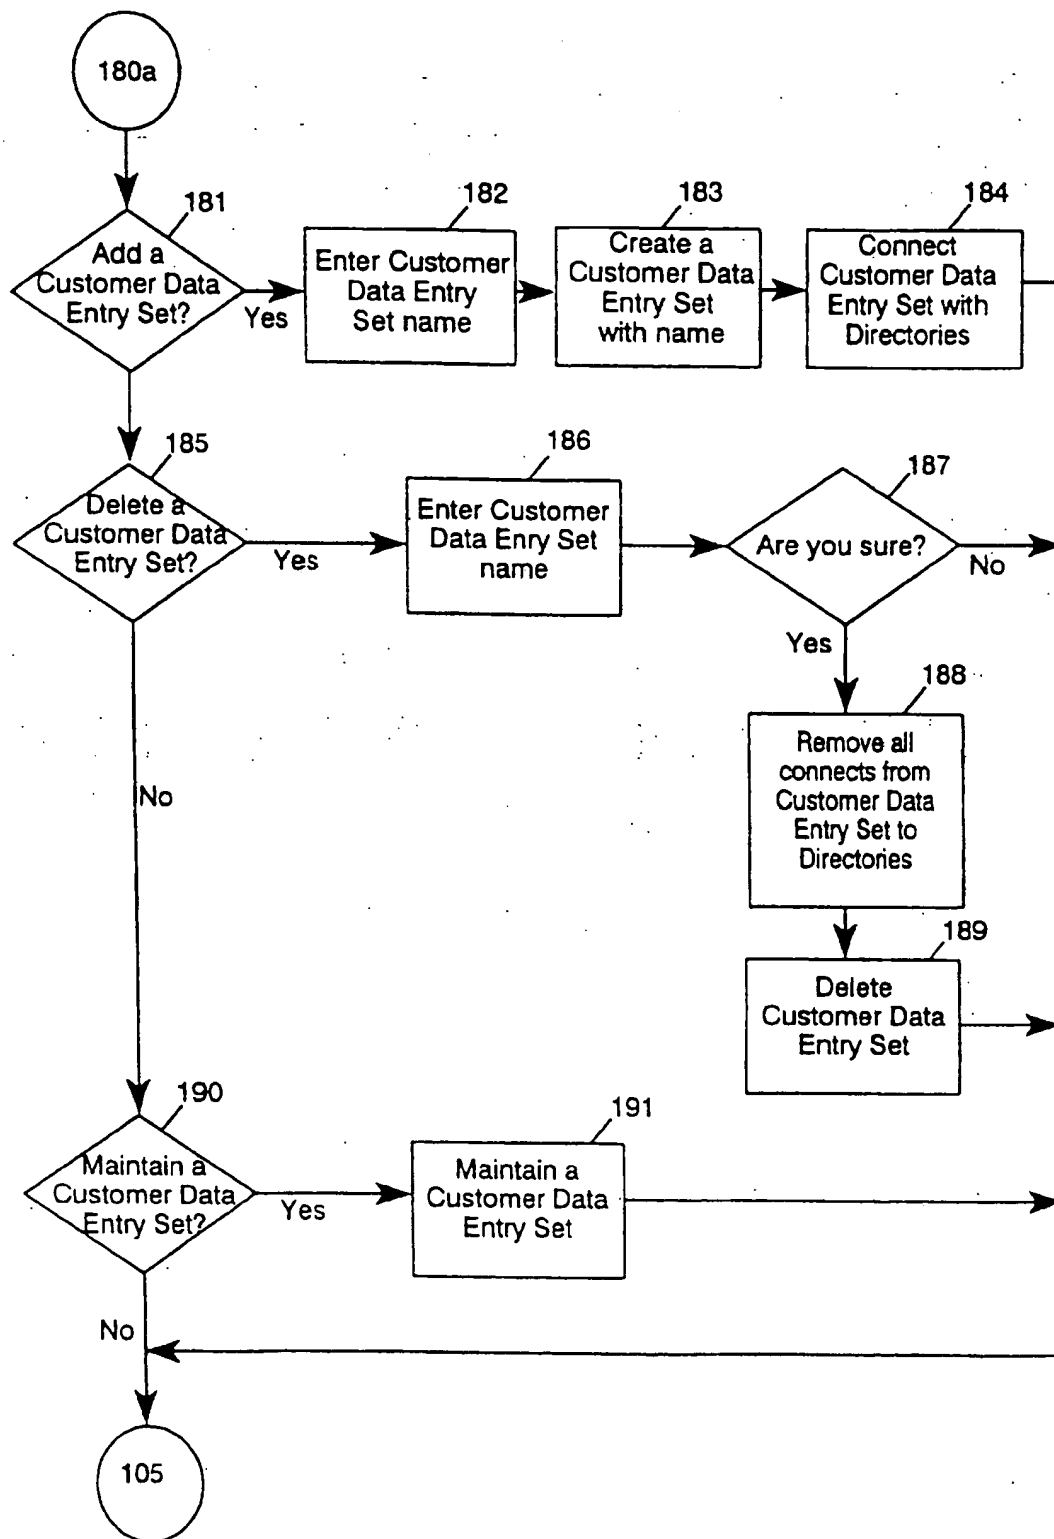 180a
181
Add a
Customer Data
Entry Set?
Yes
182
Enter Customer
Data Entry
Set name
183
Create a
Customer Data
Entry Set
with name
184
Connect
Customer Data
Entry Set with
Directories
185
Delete a
Customer Data
Entry Set?
Yes
186
Enter Customer
Data Enry Set
name
187
Are you sure?
No
Yes
188
Remove all
connects from
Customer Data
Entry Set to
Directories
No
189
Delete
Customer Data
Entry Set
190
Maintain a
Customer Data
Entry Set?
Yes
191
Maintain a
Customer Data
Entry Set
No
105